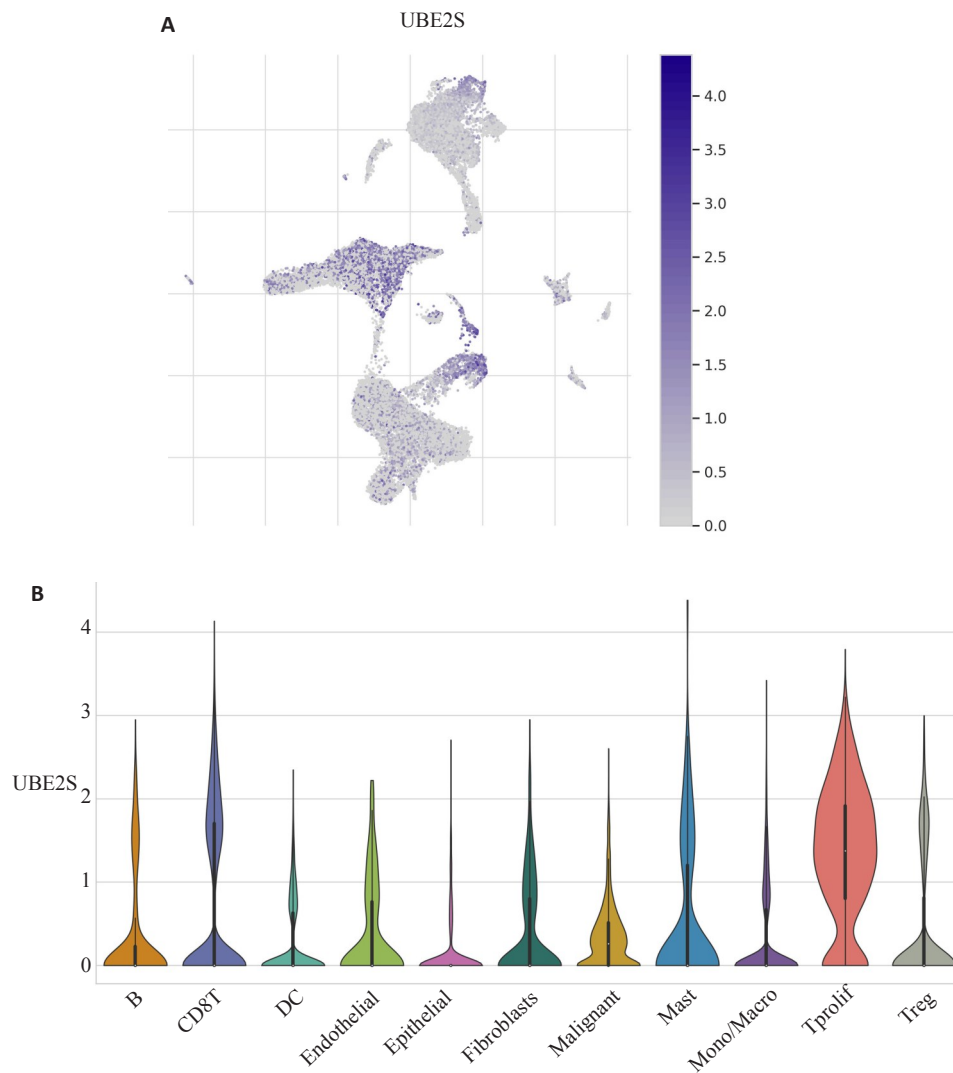 A
UBE2S
4.0
3.5
3.0
2.5
2.0
1.5
1.0
0.5
0.0
B
4
3
UBE2S
2
1
0
B
CD8T
DC
Endothelial
Epithelial
Fibroblasts
Malignant
Mast
Mono/Macro
Tprolif
Treg